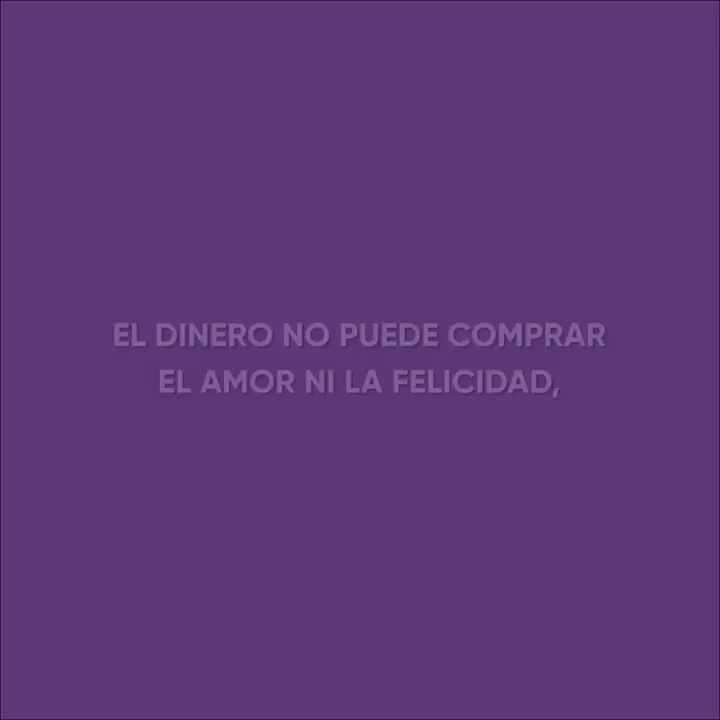 EL DINERO NO PUEDE COMPRAR
EL AMOR NI LA FELICIDAD,